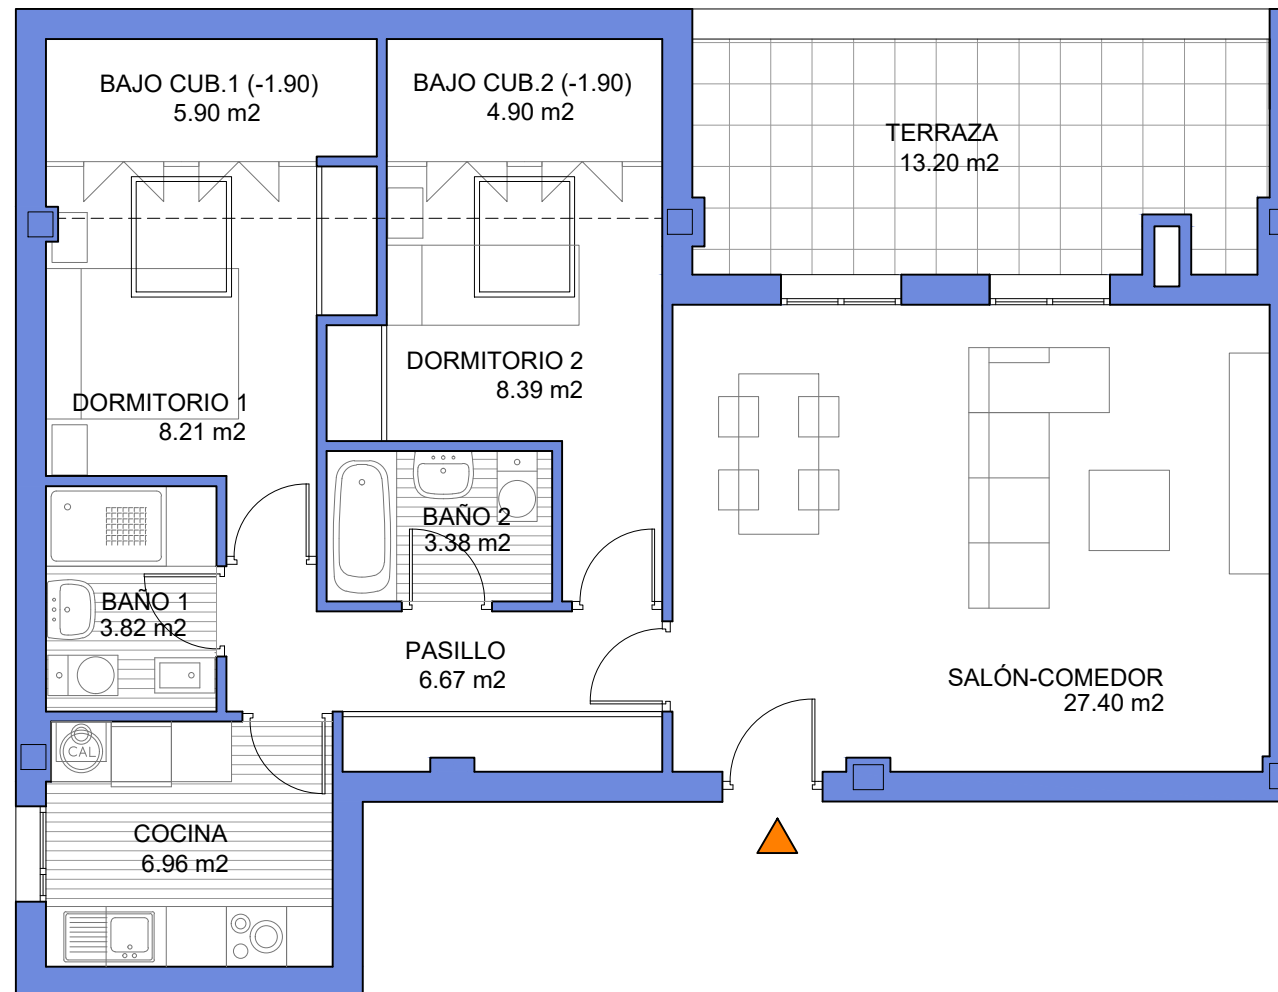 BAJO CUB.1 (-1.90)
5.90 m2
BAJO CUB.2 (-1.90)
4.90 m2
TERRAZA
13.20 m2
DORMITORIO 1
8.21 m2
DORMITORIO 2
8.39 m2
BAÑO 2
3.38 m2
BAÑO 1
3.82 m2
PASILLO
6.67 m2
SALÓN-COMEDOR
27.40 m2
CAL
COCINA
6.96 m2